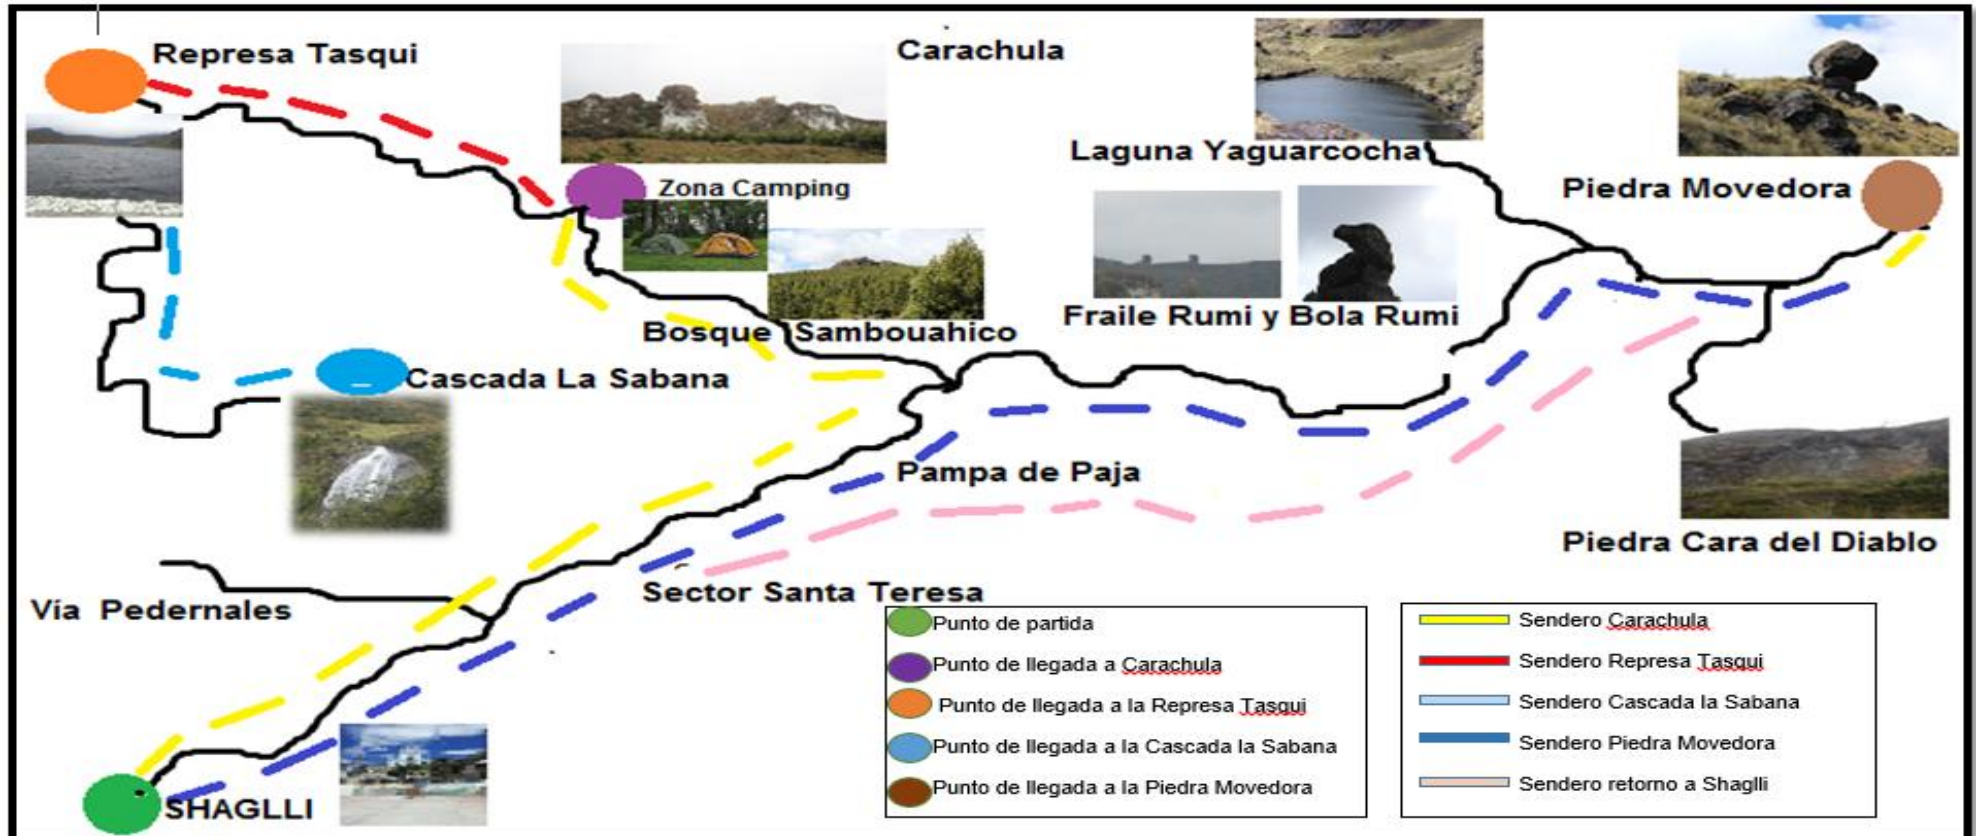 Represa Tasqui
Carachula
Laguna Yaguarcocha
Piedra Movedora
Zona Camping
Fraile Rumi y Bola Rumi
Bosque Sambouahico
Cascada La Sabana
Pampa de Paja
Piedra Cara del Diablo
Sector Santa Teresa
Vía Pedernales
SHAGLLI
Punto de partida
Punto de llegada a Carachula
Punto de llegada a la Represa Tasqui
Punto de llegada a la Cascada la Sabana
Punto de llegada a la Piedra Movedora
Sendero Carachula
Sendero Represa Tasqui
Sendero Cascada la Sabana
Sendero Piedra Movedora
Sendero retorno a Shaglli